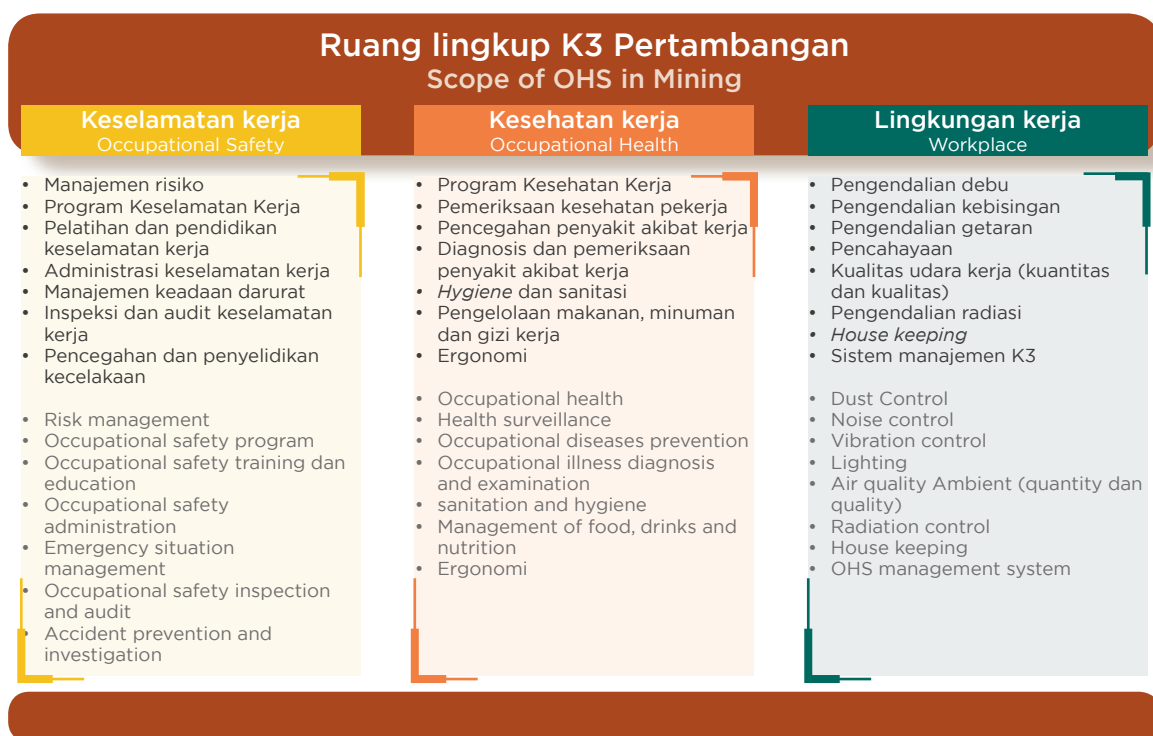 Ruang lingkup K3 Pertambangan
Scope of OHS in Mining
Keselamatan kerja
Occupational Safety
• Manajemen risiko
• Program Keselamatan Kerja
• Pelatihan dan pendidikan
keselamatan kerja
• Administrasi keselamatan kerja
• Manajemen keadaan darurat
• Inspeksi dan audit keselamatan
kerja
• Pencegahan dan penyelidikan
kecelakaan
• Risk management
• Occupational safety program
• Occupational safety training dan
education
• Occupational safety
administration
• Emergency situation
management
• Occupational safety inspection
and audit
• Accident prevention and
investigation
Kesehatan kerja
Occupational Health
• Program Kesehatan Kerja
• Pemeriksaan kesehatan pekerja
• Pencegahan penyakit akibat kerja
• Diagnosis dan pemeriksaan
penyakit akibat kerja
• Hygiene dan sanitasi
• Pengelolaan makanan, minuman
dan gizi kerja
• Ergonomi
• Occupational health
• Health surveillance
• Occupational diseases prevention
• Occupational illness diagnosis
and examination
• sanitation and hygiene
• Management of food, drinks and
nutrition
• Ergonomi
Lingkungan kerja
Workplace
• Pengendalian debu
• Pengendalian kebisingan
• Pengendalian getaran
• Pencahayaan
• Kualitas udara kerja (kuantitas
dan kualitas)
• Pengendalian radiasi
• House keeping
• Sistem manajemen K3
• Dust Control
• Noise control
• Vibration control
• Lighting
• Air quality Ambient (quantity dan
quality)
• Radiation control
• House keeping
• OHS management system